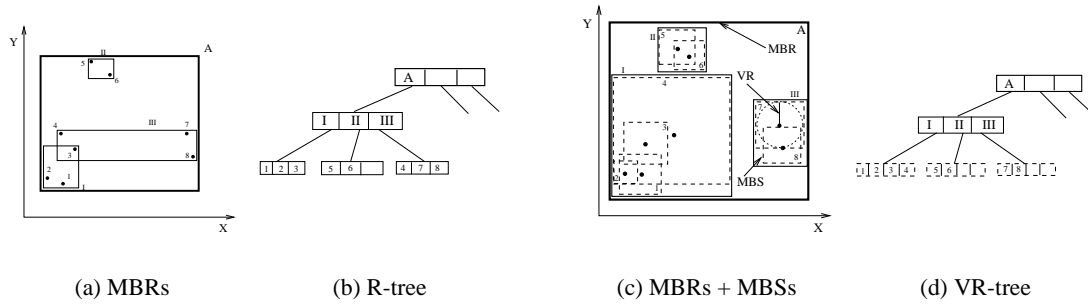 Y
A
II
5
6
III
4
7
3
8
2
1
I
X
(a) MBRs
A
I II III
1 2 3
5 6
4 7 8
(b) R-tree
Y
A
MBR
II
5
6
VR
I
4
III
7
3
8
MBS
2
1
X
(c) MBRs + MBSs
A
I II III
1 2 3 4
5 6
7 8
(d) VR-tree